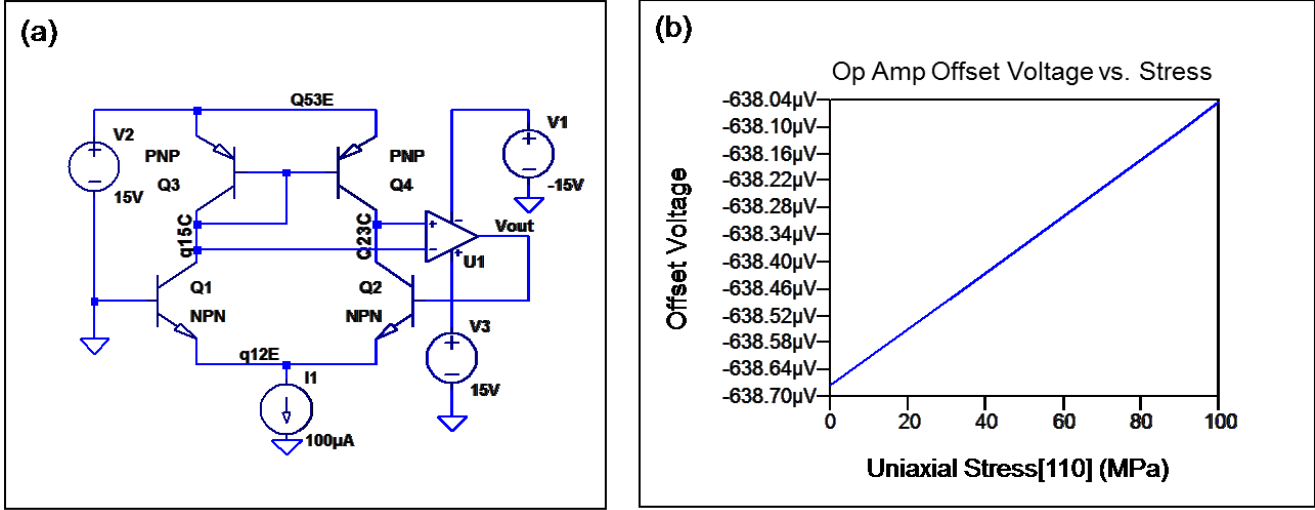 (a)
Q53E
V2
15V
PNP
Q3
PNP
Q4
V1
-15V
q15C
Q23C
+
−
−
+
U1
Vout
Q1
NPN
Q2
NPN
V3
15V
q12E
I1
100µA
(b)
Op Amp Offset Voltage vs. Stress
Offset Voltage
-638.04µV
-638.10µV
-638.16µV
-638.22µV
-638.28µV
-638.34µV
-638.40µV
-638.46µV
-638.52µV
-638.58µV
-638.64µV
-638.70µV
0 20 40 60 80 100
Uniaxial Stress[110] (MPa)